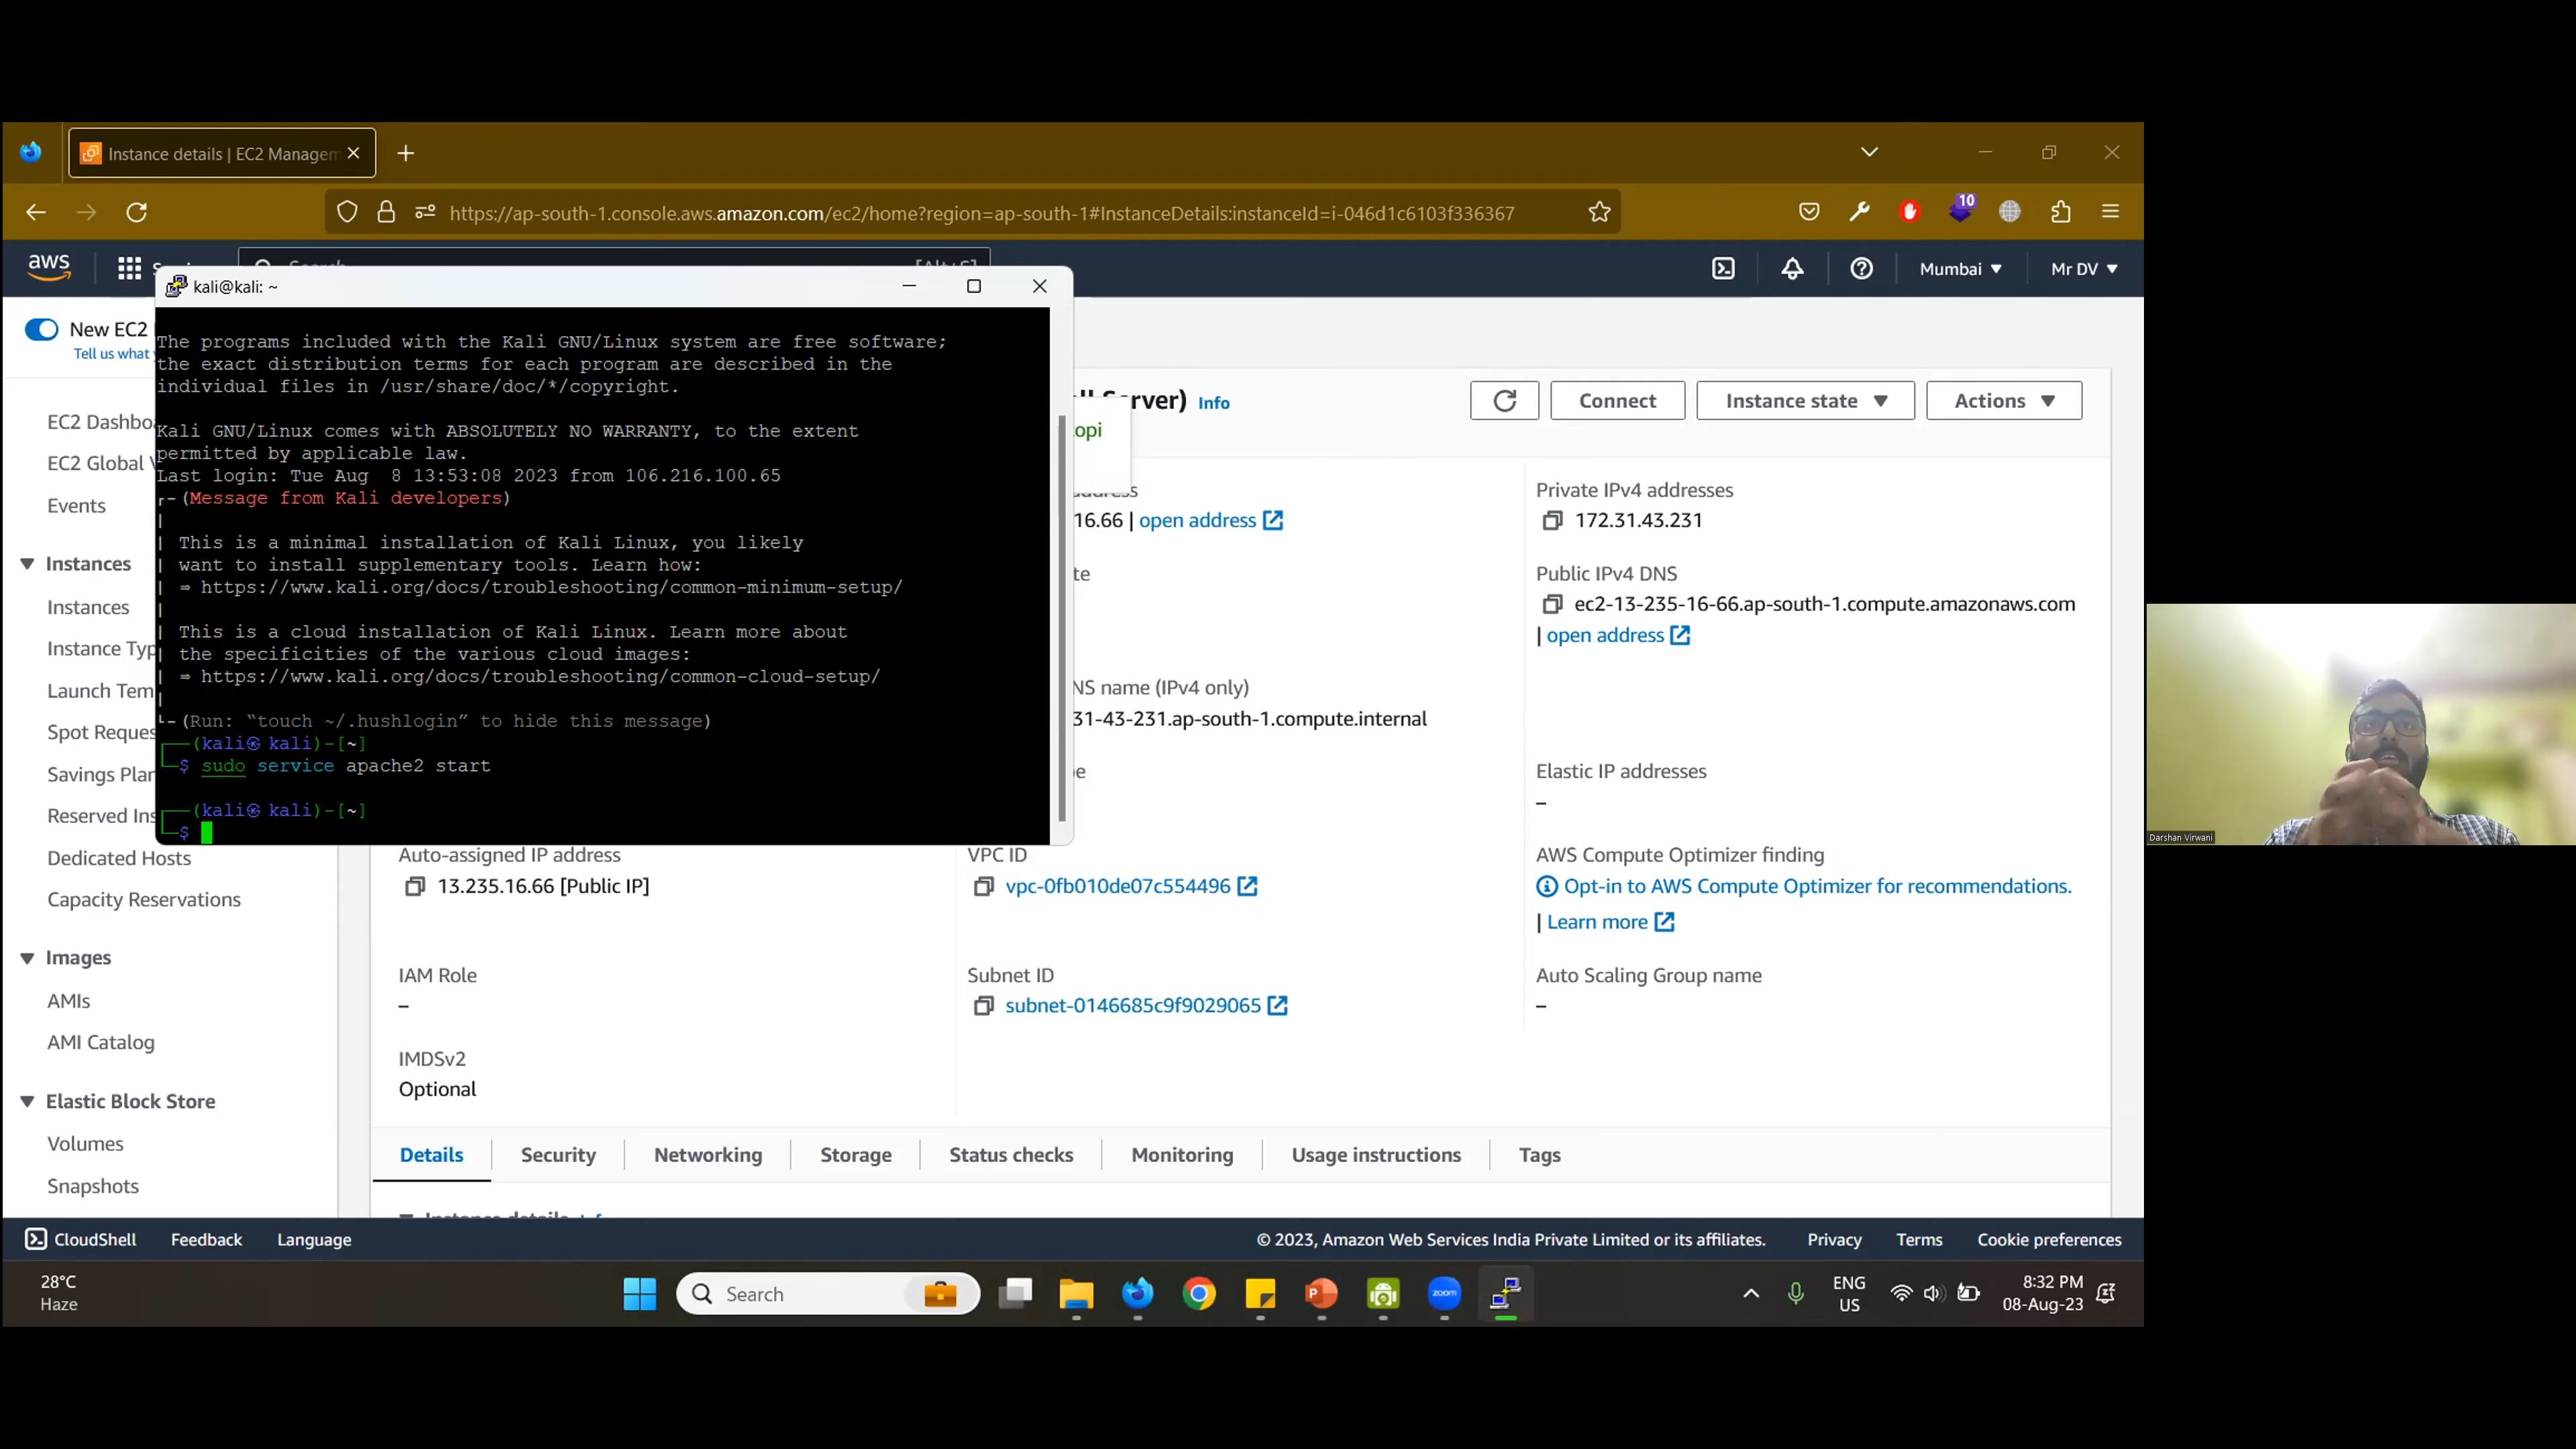 Instance details | EC2 Managem
https://ap-south-1.console.aws.amazon.com/ec2/home?region=ap-south-1#InstanceDetails:instanceId=i-046d1c6103f336367
10
aws
Search
[Alt+S]
Mumbai
Mr DV
kali@kali: ~
New EC2
Tell us what
EC2 Dashbo
EC2 Global
Events
Instances
Instances
Instance Typ
Launch Tem
Spot Reques
Savings Plan
Reserved Ins
Dedicated Hosts
Capacity Reservations
Images
AMIs
AMI Catalog
Elastic Block Store
Volumes
Snapshots
The programs included with the Kali GNU/Linux system are free software;
the exact distribution terms for each program are described in the
individual files in /usr/share/doc/*/copyright.
Kali GNU/Linux comes with ABSOLUTELY NO WARRANTY, to the extent
permitted by applicable law.
Last login: Tue Aug  8 13:53:08 2023 from 106.216.100.65
(Message from Kali developers)
This is a minimal installation of Kali Linux, you likely
want to install supplementary tools. Learn how:
⇒ https://www.kali.org/docs/troubleshooting/common-minimum-setup/
This is a cloud installation of Kali Linux. Learn more about
the specificities of the various cloud images:
⇒ https://www.kali.org/docs/troubleshooting/common-cloud-setup/
(Run: “touch ~/.hushlogin” to hide this message)
(kali㉿ kali)-[~]
$ sudo service apache2 start
(kali㉿ kali)-[~]
$
Server) Info
Connect
Instance state
Actions
opi
16.66 | open address
te
NS name (IPv4 only)
31-43-231.ap-south-1.compute.internal
Private IPv4 addresses
172.31.43.231
Public IPv4 DNS
ec2-13-235-16-66.ap-south-1.compute.amazonaws.com
| open address
Elastic IP addresses
–
Auto-assigned IP address
13.235.16.66 [Public IP]
VPC ID
vpc-0fb010de07c554496
AWS Compute Optimizer finding
Opt-in to AWS Compute Optimizer for recommendations.
| Learn more
IAM Role
–
Subnet ID
subnet-0146685c9f9029065
Auto Scaling Group name
–
IMDSv2
Optional
Details
Security
Networking
Storage
Status checks
Monitoring
Usage instructions
Tags
CloudShell
Feedback
Language
© 2023, Amazon Web Services India Private Limited or its affiliates.
Privacy
Terms
Cookie preferences
28°C
Haze
Search
zoom
ENG
US
8:32 PM
08-Aug-23
Darshan Virwani